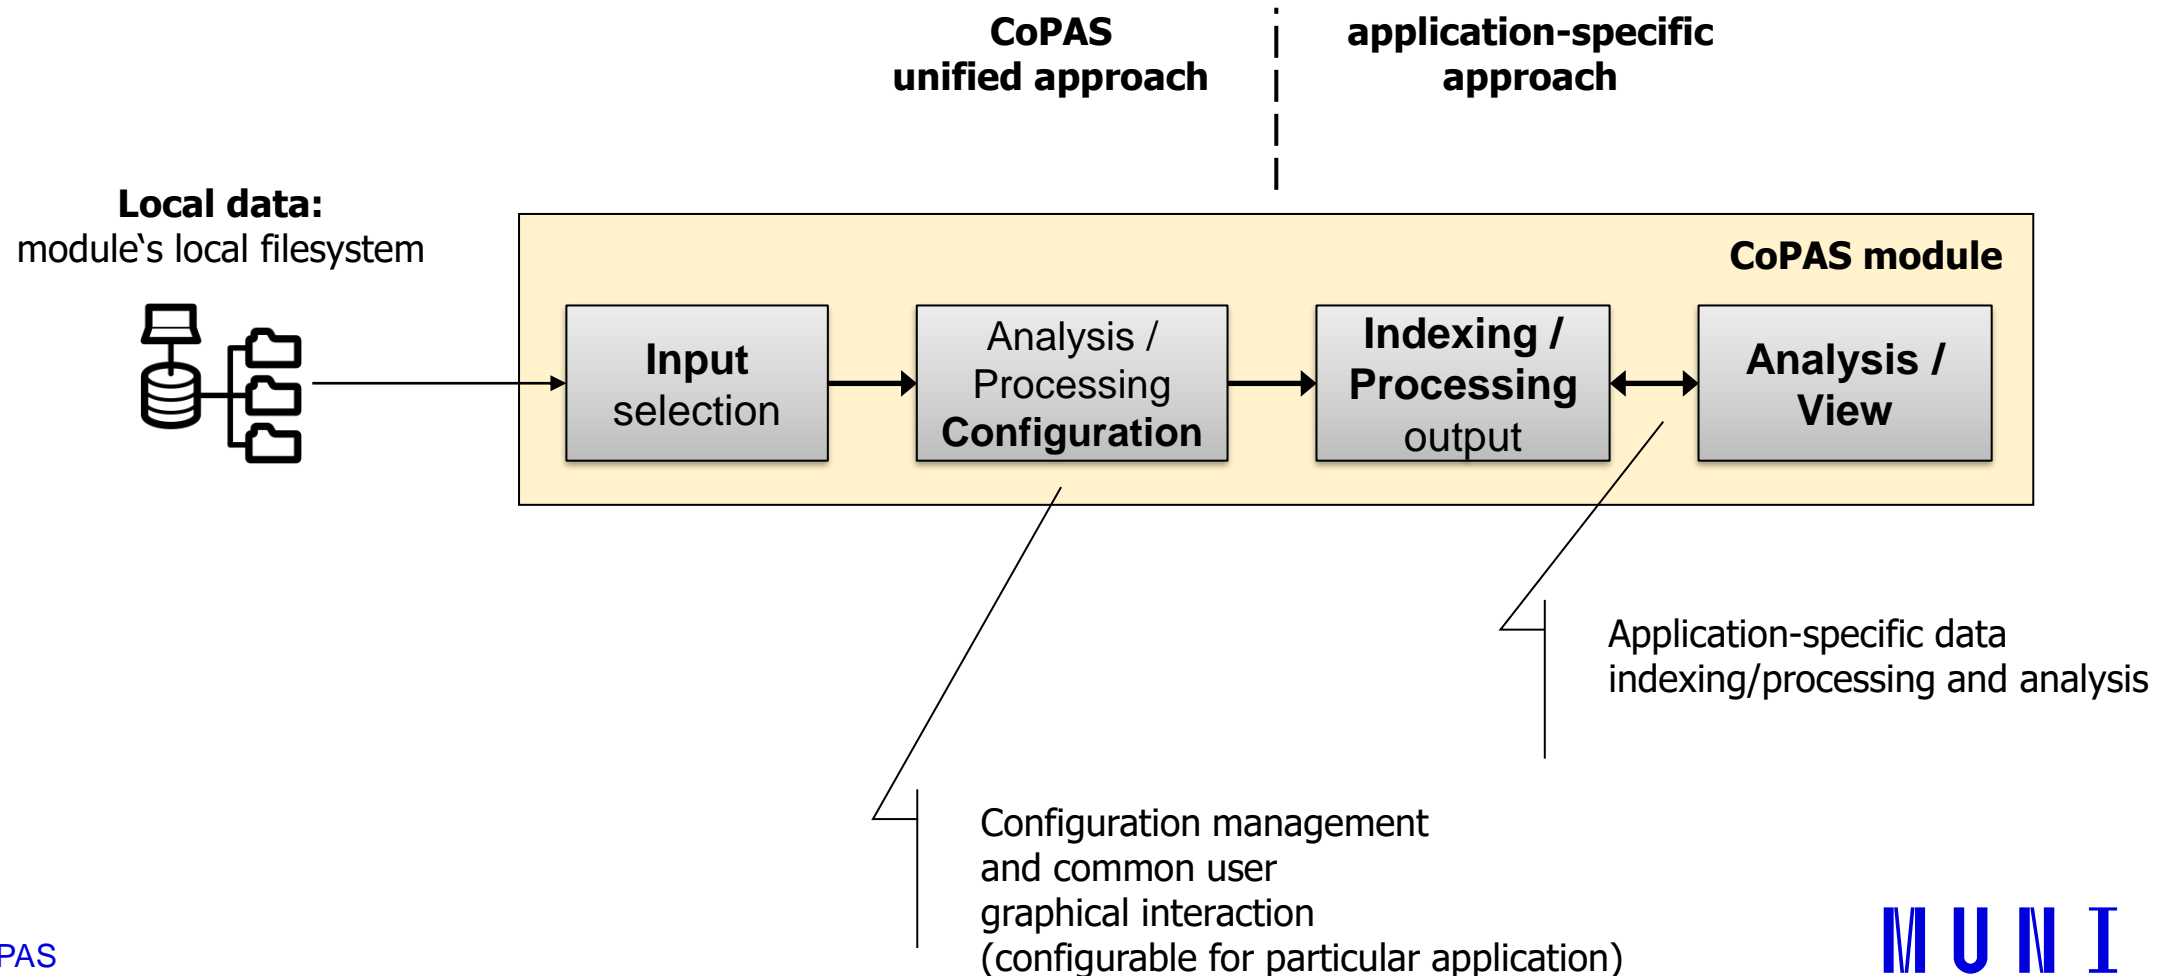 CoPAS
unified approach
application-specific
approach
Local data:
module‘s local filesystem
CoPAS module
Input
selection
Analysis /
Processing
Configuration
Indexing /
Processing
output
Analysis /
View
Application-specific data
indexing/processing and analysis
Configuration management
and common user
graphical interaction
(configurable for particular application)
PAS
MUNI